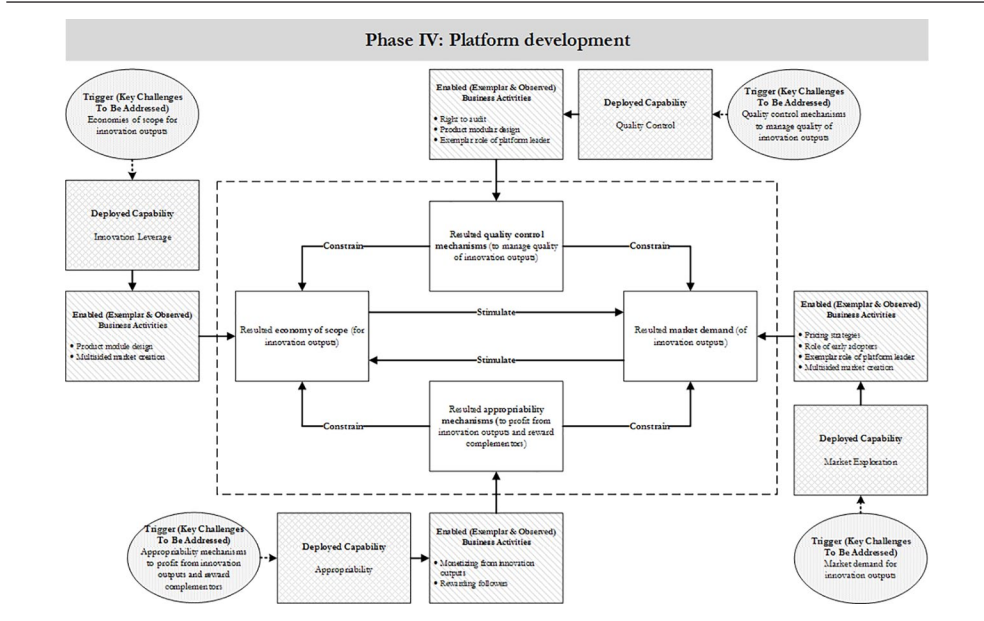 Phase IV: Platform development
Trigger (Key Challenges
To Be Addressed)
Economies of scope for
innovation outputs
Deployed Capability
Innovation Leverage
Enabled (Exemplar & Observed)
Business Activities
• Product module design
• Multisided market creation
Enabled (Exemplar & Observed)
Business Activities
• Right to audit
• Product modular design
• Exemplar role of platform leader
Deployed Capability
Quality Control
Trigger (Key Challenges
To Be Addressed)
Quality control mechanisms
to manage quality of
innovation outputs
Resulted quality control
mechanisms (to manage quality
of innovation outputs)
Constrain
Constrain
Resulted economy of scope (for
innovation outputs)
Stimulate
Stimulate
Resulted market demand (of
innovation outputs)
Resulted appropriability
mechanisms (to profit from
innovation outputs and reward
complementors)
Constrain
Constrain
Enabled (Exemplar & Observed)
Business Activities
• Pricing strategies
• Role of early adopters
• Exemplar role of platform leader
• Multisided market creation
Deployed Capability
Market Exploration
Trigger (Key Challenges
To Be Addressed)
Market demand for
innovation outputs
Trigger (Key Challenges
To Be Addressed)
Appropriability mechanisms
to profit from innovation
outputs and reward
complementors
Deployed Capability
Appropriability
Enabled (Exemplar & Observed)
Business Activities
• Monetizing from innovation
outputs
• Rewarding followers